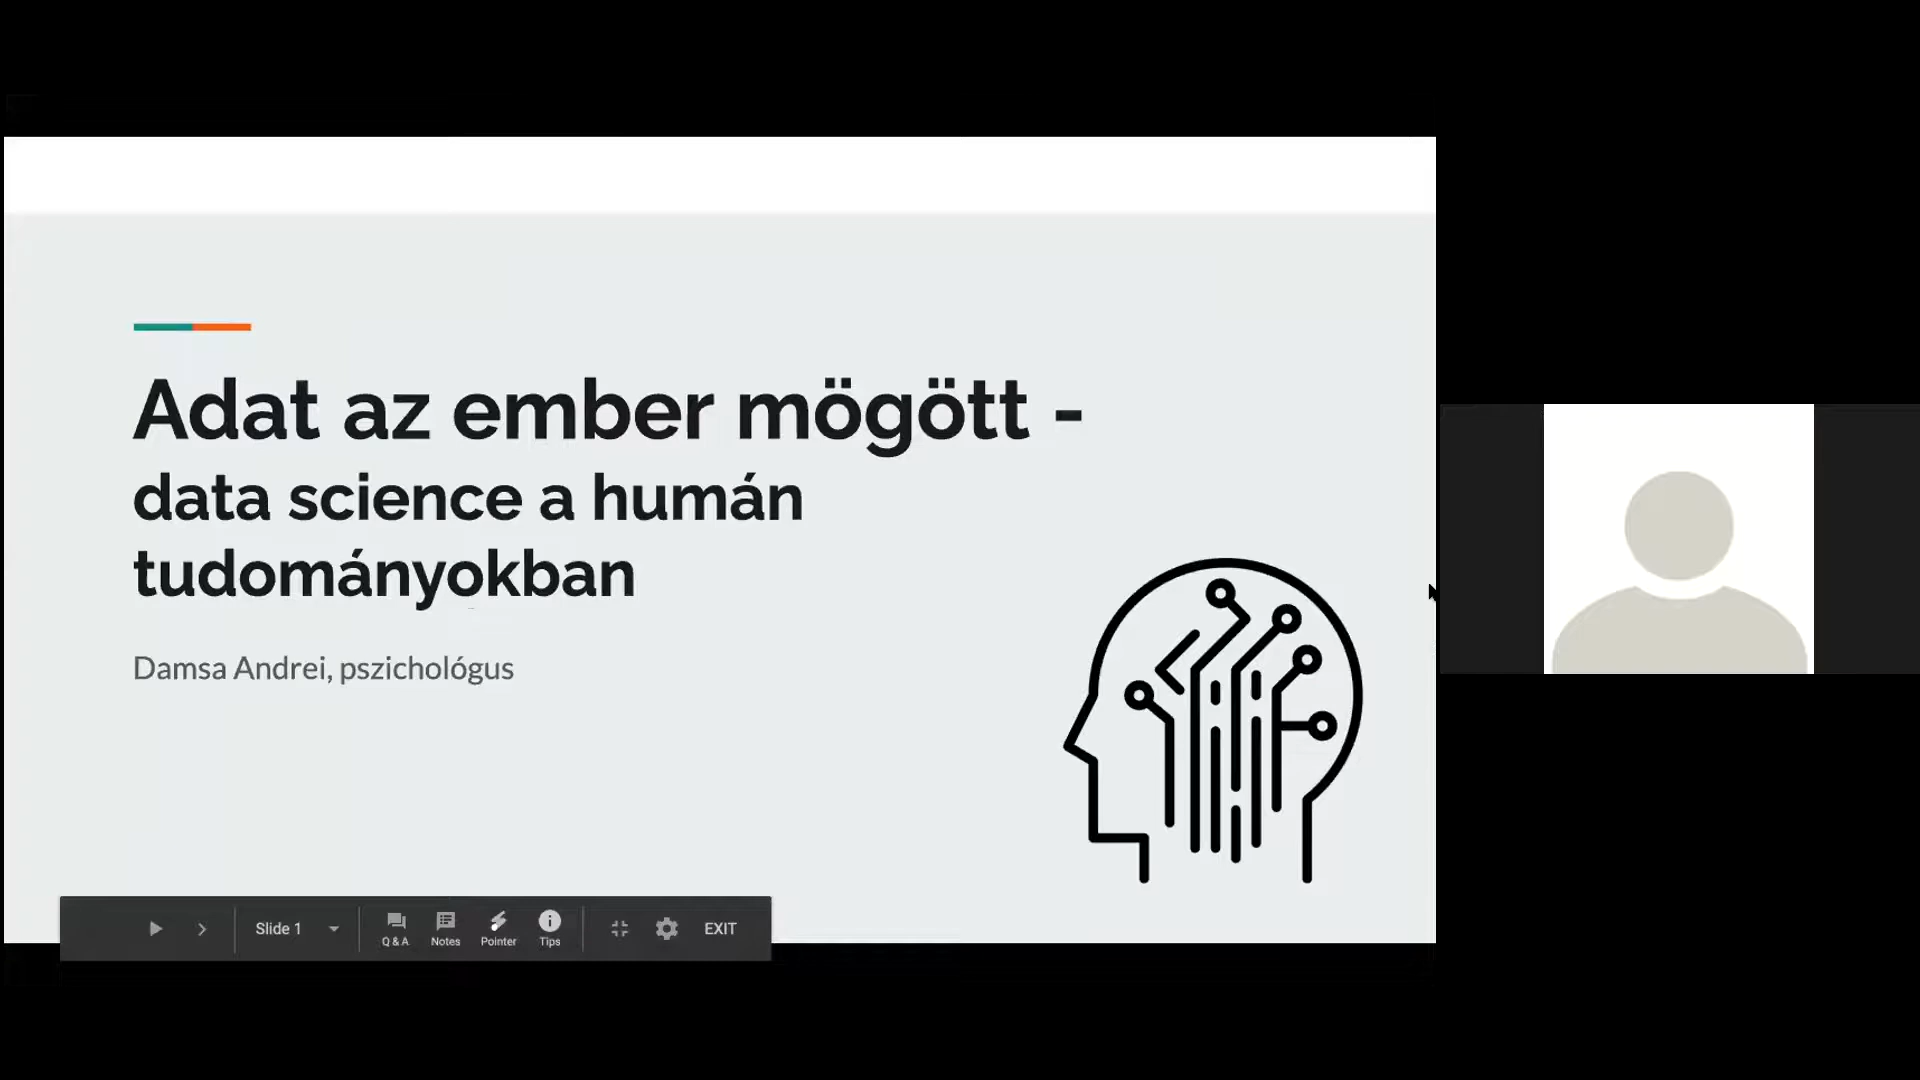 Adat az ember mögött -
data science a humán
tudományokban
Damsa Andrei, pszichológus
Slide 1
Q & A
Notes
Pointer
Tips
EXIT